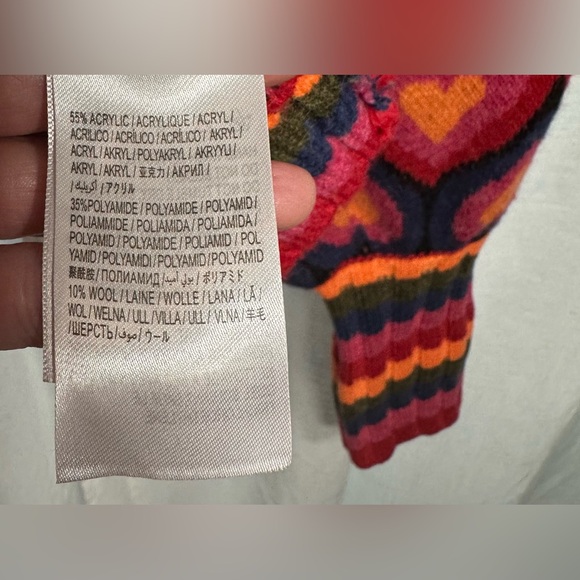 55% ACRYLIC / ACRYLIQUE / ACRYL /
ACRILICO / ACRÍLICO / ACRÍLICO / AKRYL /
ACRYL / AKRYL / POLYAKRYL / AKRYYLI /
AKRYL / AKRYL / 亚克力 / АКРИЛ /
/ أكريليك / アクリル
35%POLYAMIDE / POLYAMIDE / POLYAMID /
POLIAMMIDE / POLIAMIDA / POLIAMIDA /
POLYAMID / POLYAMIDE / POLIAMID / POL
YAMID / POLYAMIDI / POLYAMID / POLYAMID
聚酰胺 / ПОЛИАМИД / بولي أميد / ポリアミド
10% WOOL / LAINE / WOLLE / LANA / LÃ /
WOL / WELNA / ULL / VILLA / ULL / VLNA / 羊毛
/ ШЕРСТЬ / صوف / ウール /